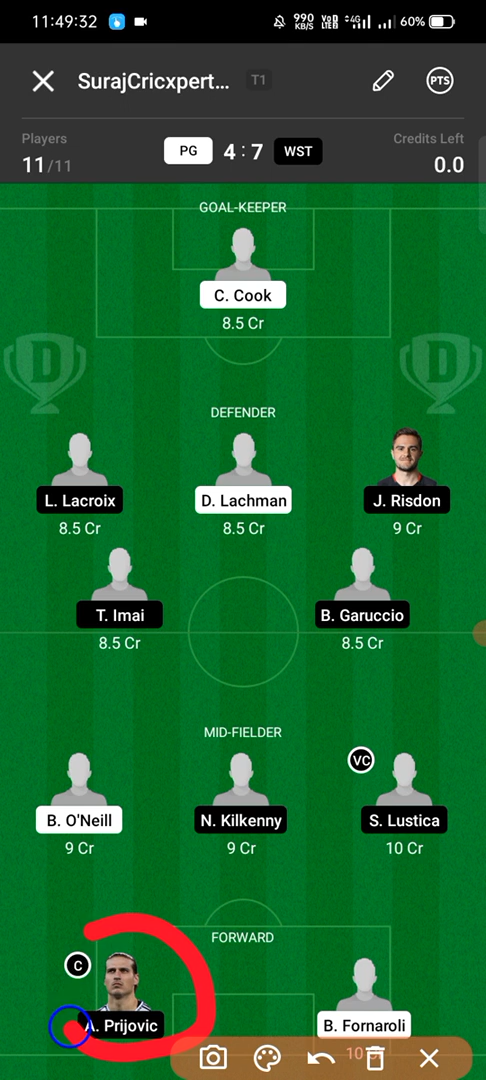 11:49:32
990 KB/S VoD LTE 4G 60%
SurajCricxpert... T1 PTS
Players
Credits Left
11/11
PG 4 : 7 WST
0.0
GOAL-KEEPER
C. Cook
8.5 Cr
D D
DEFENDER
L. Lacroix D. Lachman J. Risdon
8.5 Cr 8.5 Cr 9 Cr
T. Imai B. Garuccio
8.5 Cr 8.5 Cr
MID-FIELDER
VC
B. O'Neill N. Kilkenny S. Lustica
9 Cr 9 Cr 10 Cr
FORWARD
C
A. Prijovic B. Fornaroli